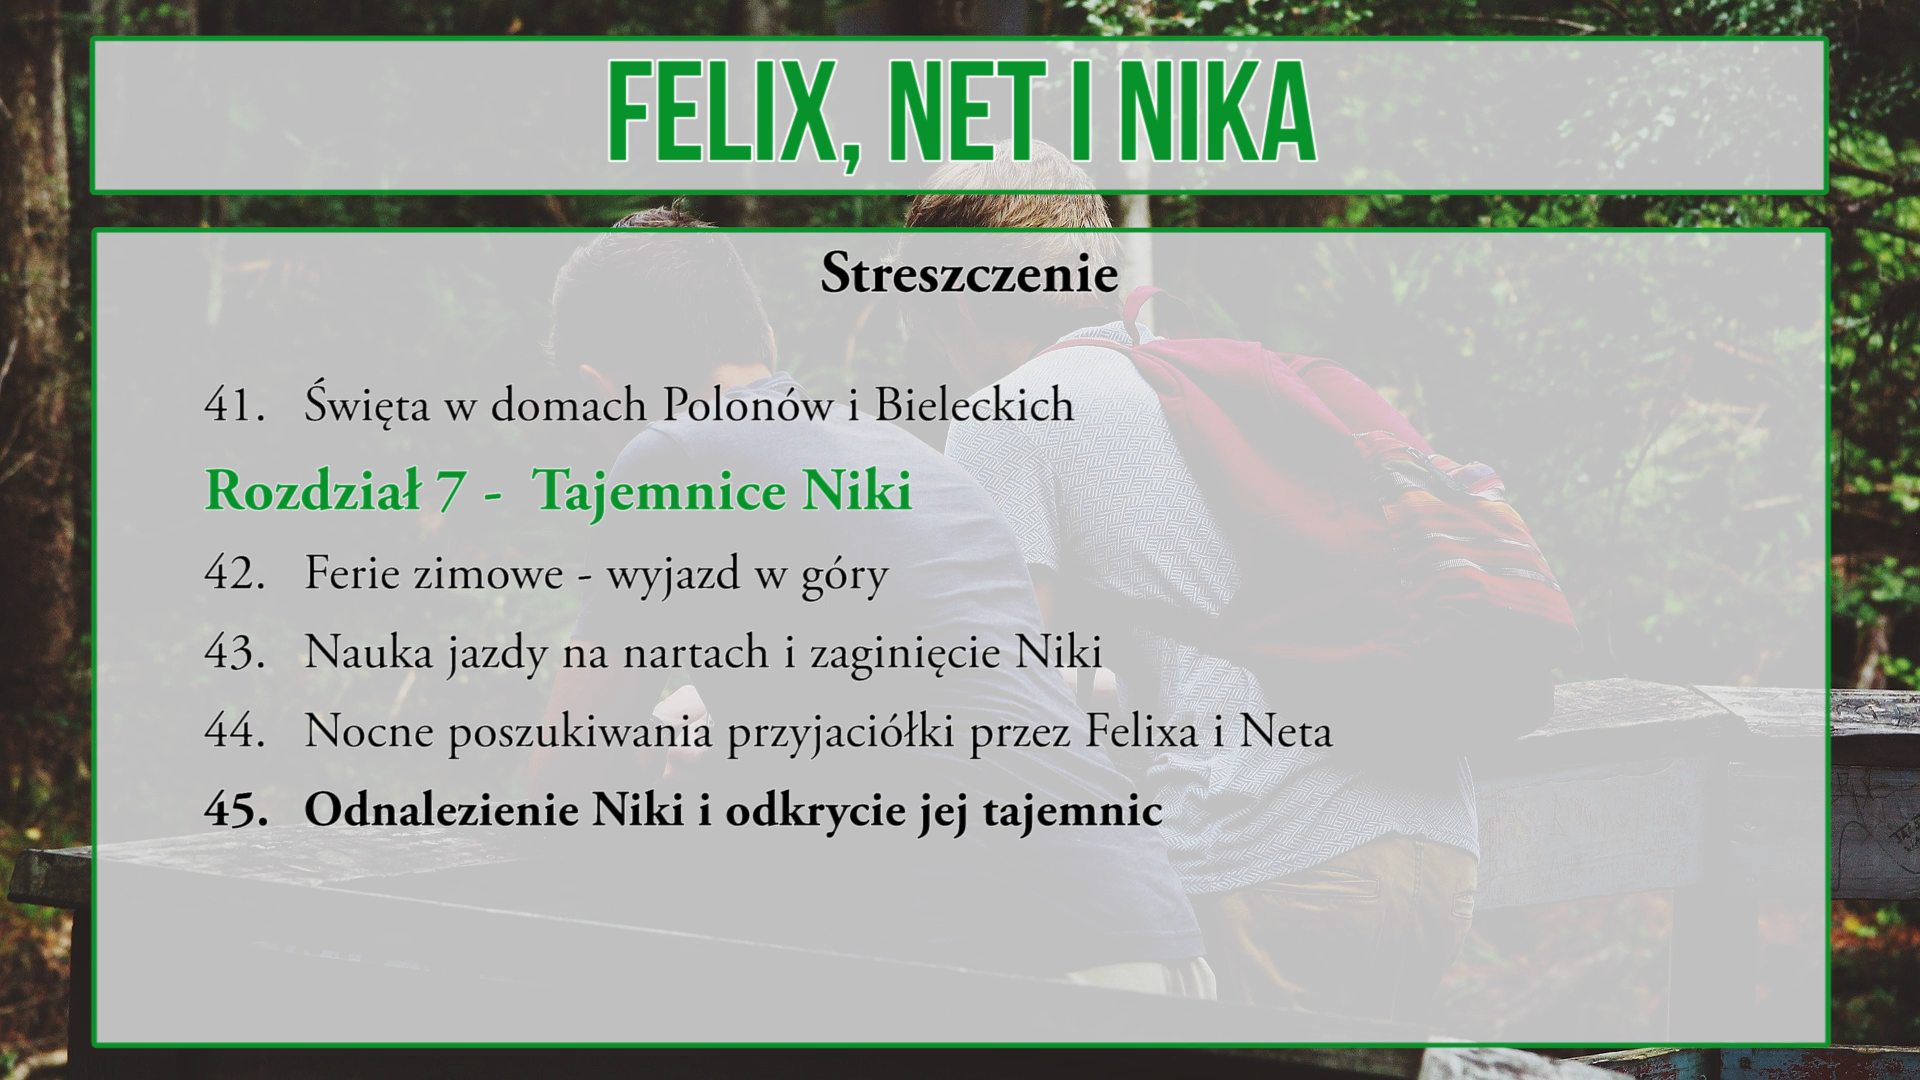 FELIX, NET I NIKA
Streszczenie
41. Święta w domach Polonów i Bieleckich
Rozdział 7 - Tajemnice Niki
42. Ferie zimowe - wyjazd w góry
43. Nauka jazdy na nartach i zaginięcie Niki
44. Nocne poszukiwania przyjaciółki przez Felixa i Neta
45. Odnalezienie Niki i odkrycie jej tajemnic